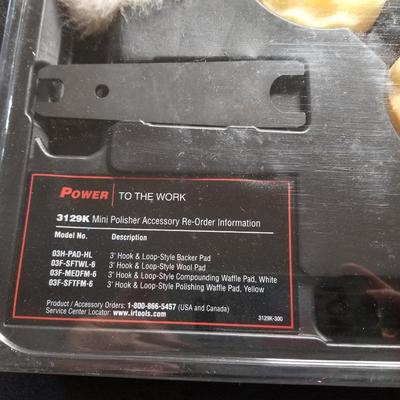 POWER | TO THE WORK
3129K Mini Polisher Accessory Re-Order Information
Model No. Description
03H-PAD-HL 3' Hook & Loop-Style Backer Pad
03F-SFTWL-6 3' Hook & Loop-Style Wool Pad
03F-MEDFM-6 3' Hook & Loop-Style Compounding Waffle Pad, White
03F-SFTFM-6 3' Hook & Loop-Style Polishing Waffle Pad, Yellow
Product / Accessory Orders: 1-800-866-5457 (USA and Canada)
Service Center Locator: www.irtools.com
3129K-300